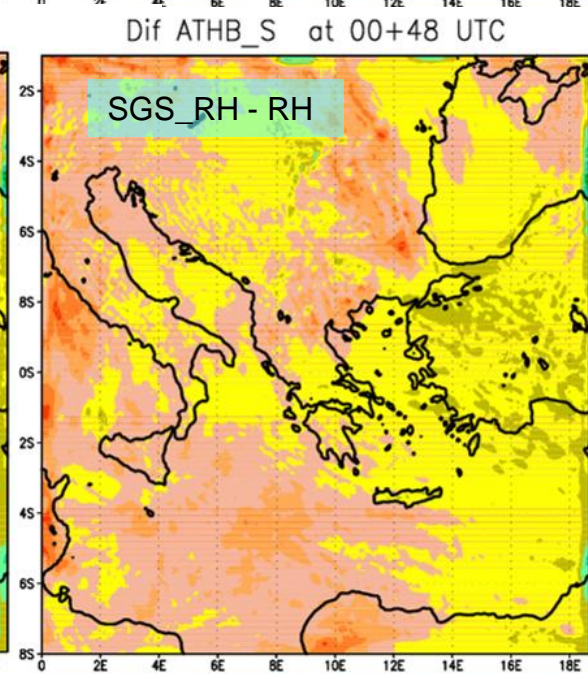 Dif ATHB_S at 00+48 UTC
SGS_RH - RH
2S
4S
6S
8S
0S
2S
4S
6S
8S
0 2E 4E 6E 8E 10E 12E 14E 16E 18E